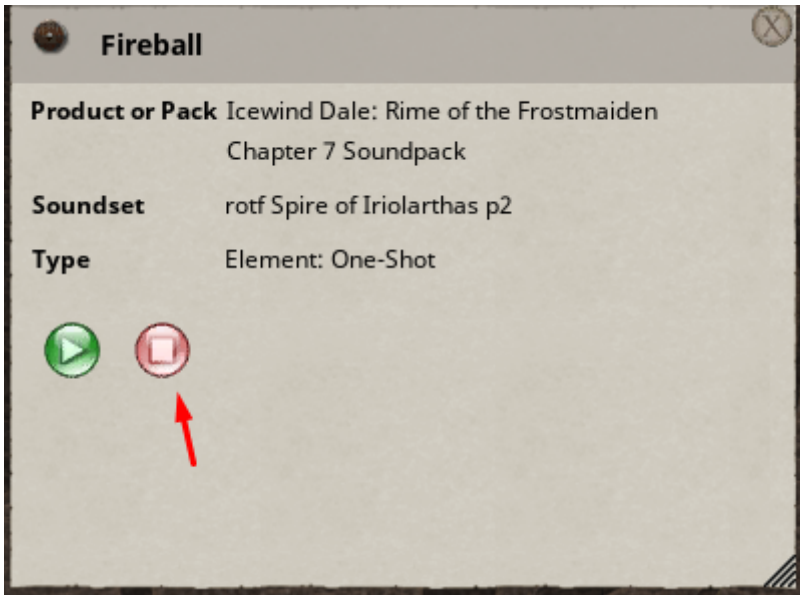 Fireball
Product or Pack Icewind Dale: Rime of the Frostmaiden
Chapter 7 Soundpack
Soundset rotf Spire of Iriolarthas p2
Type Element: One-Shot